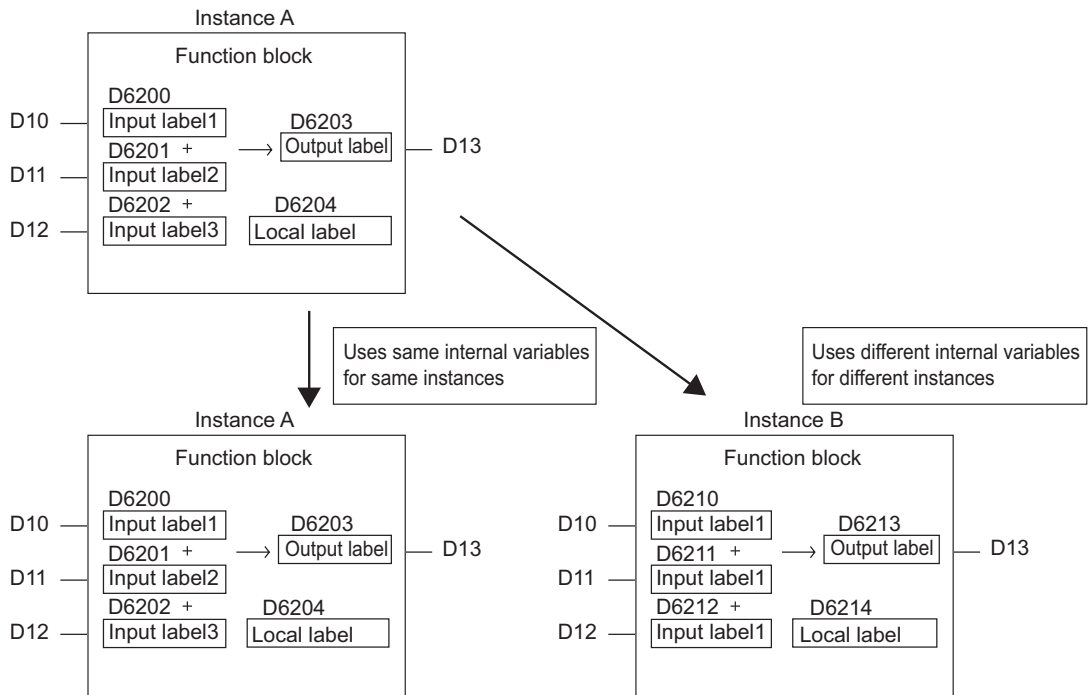 Instance A
Function block
D6200
D10 Input label1 D6203
D6201 + Output label D13
D11 Input label2
D6202 + D6204
D12 Input label3 Local label
Uses same internal variables
for same instances
Uses different internal variables
for different instances
Instance A
Function block
D6200
D10 Input label1 D6203
D6201 + Output label D13
D11 Input label2
D6202 + D6204
D12 Input label3 Local label
Instance B
Function block
D6210
D10 Input label1 D6213
D6211 + Output label D13
D11 Input label1
D6212 + D6214
D12 Input label1 Local label